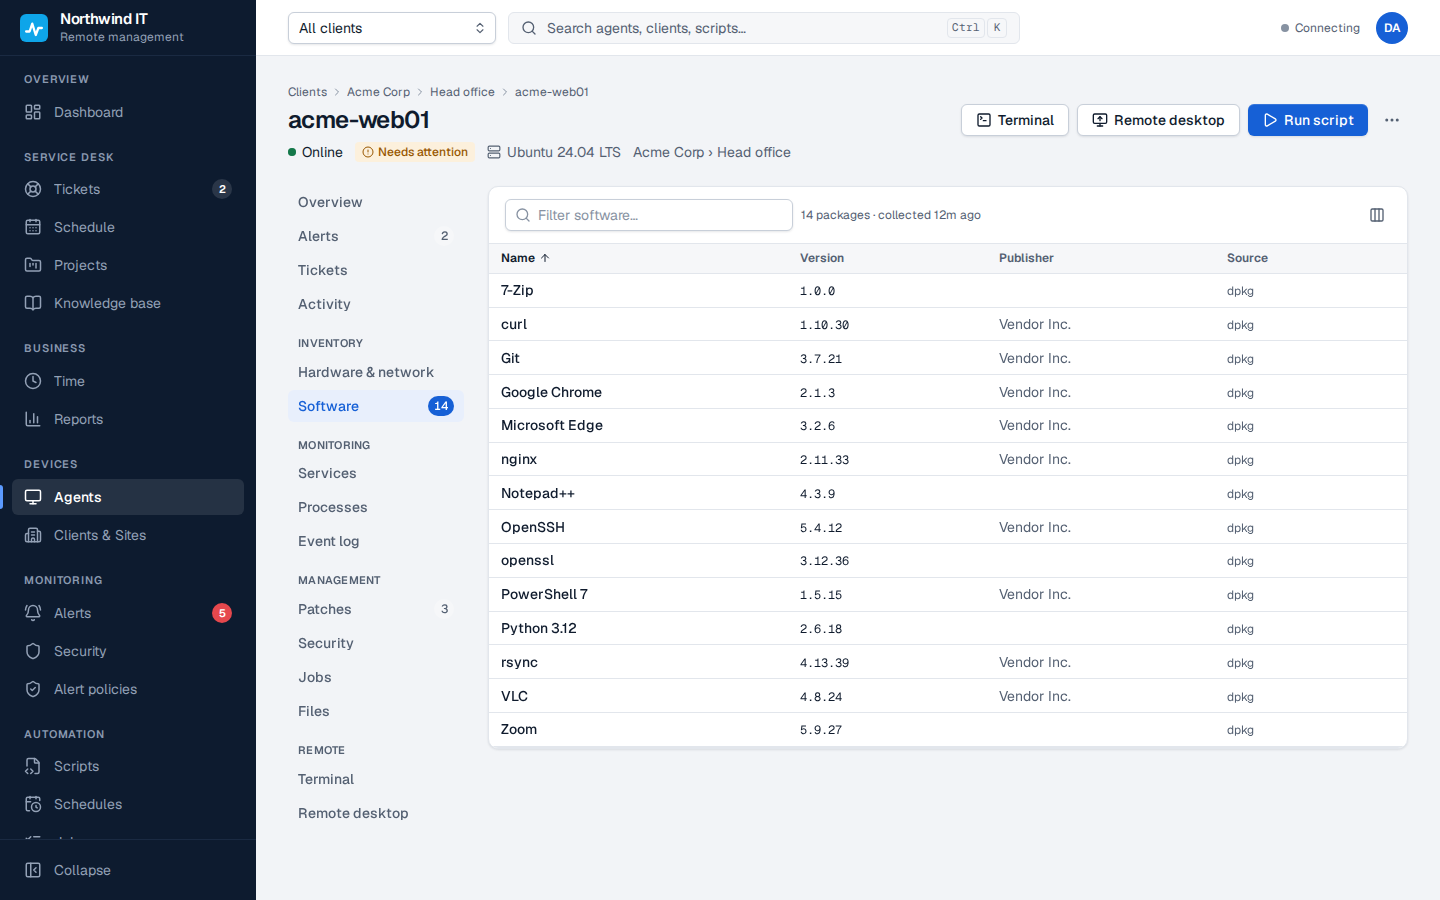 Northwind IT
Remote management
OVERVIEW
Dashboard
SERVICE DESK
Tickets 2
Schedule
Projects
Knowledge base
BUSINESS
Time
Reports
DEVICES
Agents
Clients & Sites
MONITORING
Alerts 5
Security
Alert policies
AUTOMATION
Scripts
Schedules
Collapse
All clients
Search agents, clients, scripts...
Ctrl K
Connecting
DA
Clients > Acme Corp > Head office > acme-web01
acme-web01
Terminal
Remote desktop
Run script
Online
Needs attention
Ubuntu 24.04 LTS
Acme Corp › Head office
Overview
Alerts 2
Tickets
Activity
INVENTORY
Hardware & network
Software 14
MONITORING
Services
Processes
Event log
MANAGEMENT
Patches 3
Security
Jobs
Files
REMOTE
Terminal
Remote desktop
Filter software...
14 packages · collected 12m ago
Name ↑ Version Publisher Source
7-Zip 1.0.0 dpkg
curl 1.10.30 Vendor Inc. dpkg
Git 3.7.21 Vendor Inc. dpkg
Google Chrome 2.1.3 Vendor Inc. dpkg
Microsoft Edge 3.2.6 Vendor Inc. dpkg
nginx 2.11.33 Vendor Inc. dpkg
Notepad++ 4.3.9 dpkg
OpenSSH 5.4.12 Vendor Inc. dpkg
openssl 3.12.36 dpkg
PowerShell 7 1.5.15 Vendor Inc. dpkg
Python 3.12 2.6.18 dpkg
rsync 4.13.39 Vendor Inc. dpkg
VLC 4.8.24 Vendor Inc. dpkg
Zoom 5.9.27 dpkg